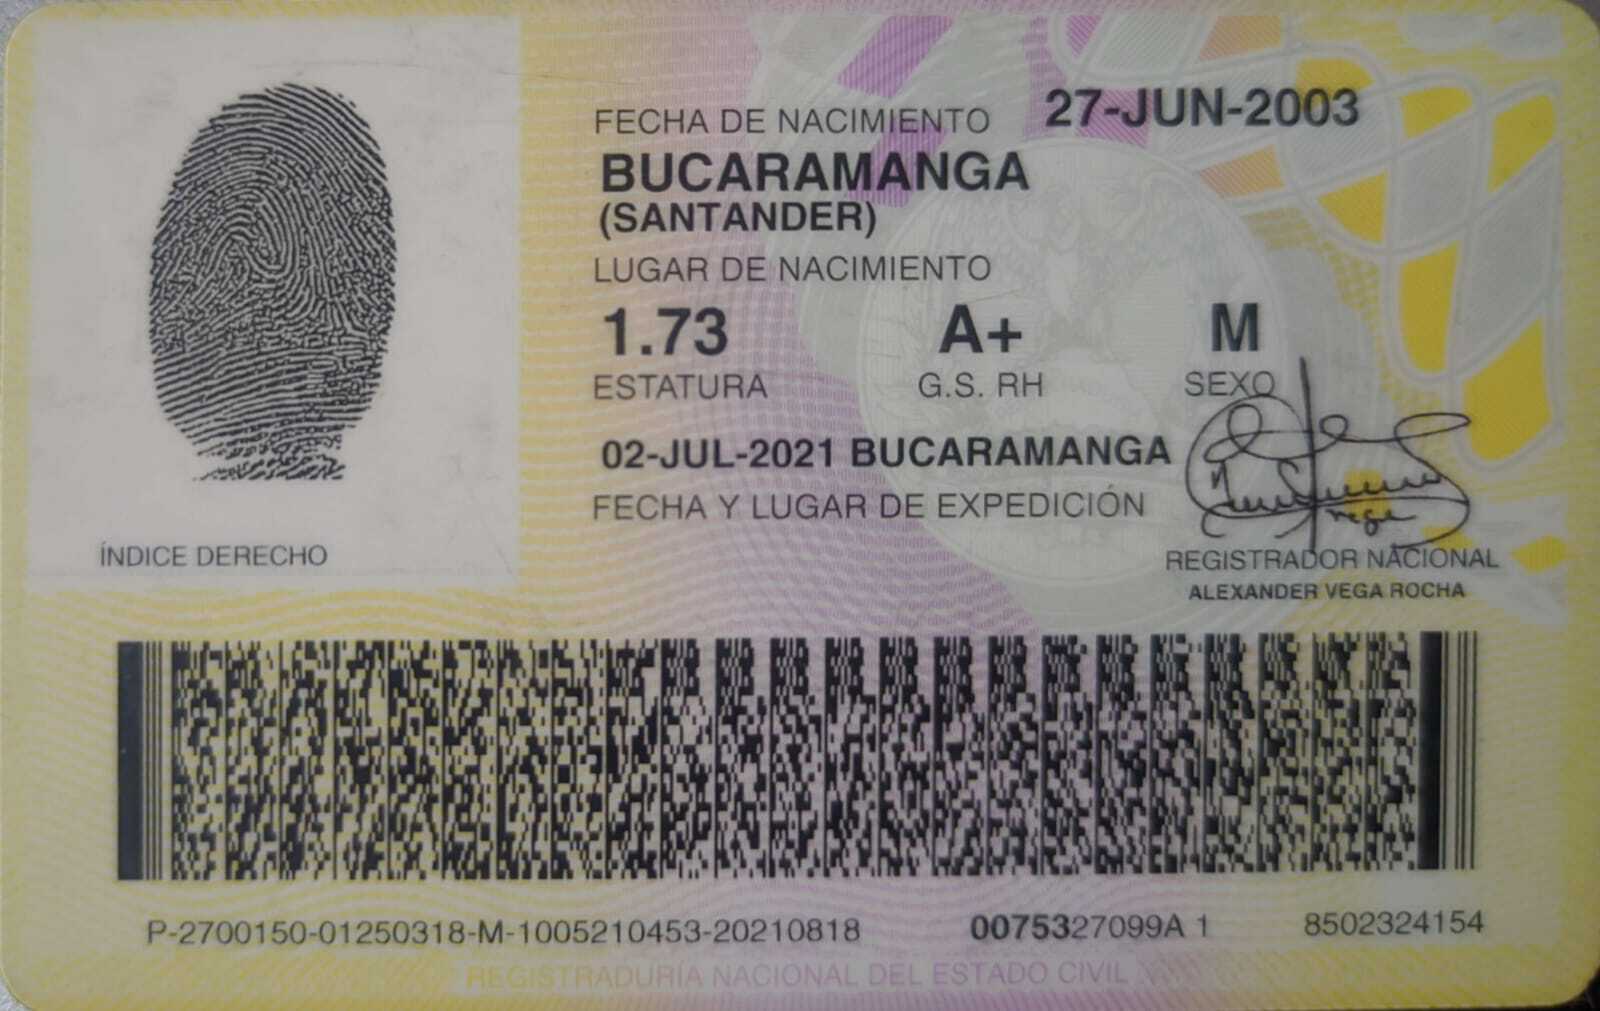 FECHA DE NACIMIENTO 27-JUN-2003
BUCARAMANGA
(SANTANDER)
LUGAR DE NACIMIENTO
1.73 A+ M
ESTATURA G.S. RH SEXO
02-JUL-2021 BUCARAMANGA
FECHA Y LUGAR DE EXPEDICIÓN
ÍNDICE DERECHO
REGISTRADOR NACIONAL
ALEXANDER VEGA ROCHA
P-2700150-01250318-M-1005210453-20210818 0075327099A 1 8502324154
REGISTRADURÍA NACIONAL DEL ESTADO CIVIL